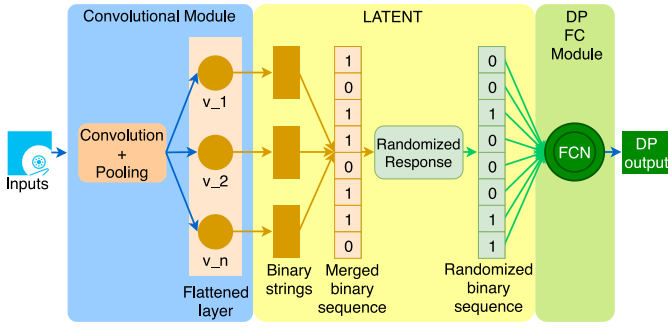 Convolutional Module
LATENT
DP
FC
Module
Inputs
Convolution
+
Pooling
v_1
v_2
v_n
Flattened
layer
Binary
strings
1
0
1
1
0
1
1
0
Merged
binary
sequence
Randomized
Response
0
0
1
0
0
0
1
1
Randomized
binary
sequence
FCN
DP
output